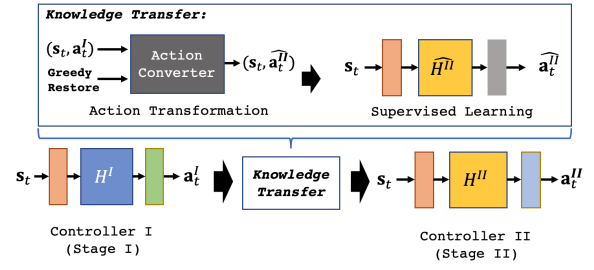 Knowledge Transfer:
(s_t, a_t^I)
Greedy
Restore
Action
Converter
(s_t, \widehat{a_t^{II}})
Action Transformation
s_t
\widehat{H^{II}}
\widehat{a_t^{II}}
Supervised Learning
s_t
H^I
a_t^I
Controller I
(Stage I)
Knowledge
Transfer
s_t
H^{II}
a_t^{II}
Controller II
(Stage II)